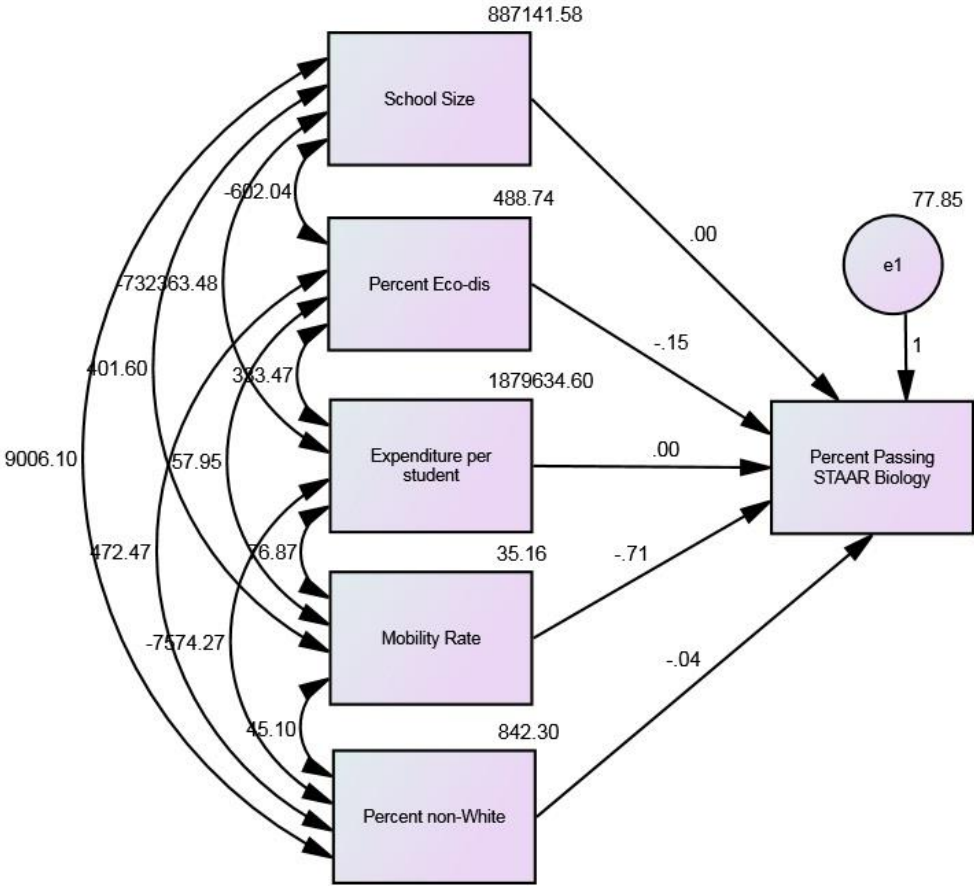 887141.58
School Size
-602.04
488.74
77.85
e1
.00
Percent Eco-dis
-732363.48
-.15
1
333.47
401.60
1879634.60
Expenditure per
student
.00
Percent Passing
STAAR Biology
9006.10
57.95
472.47
76.87
35.16
-.71
Mobility Rate
-7574.27
-.04
45.10
842.30
Percent non-White